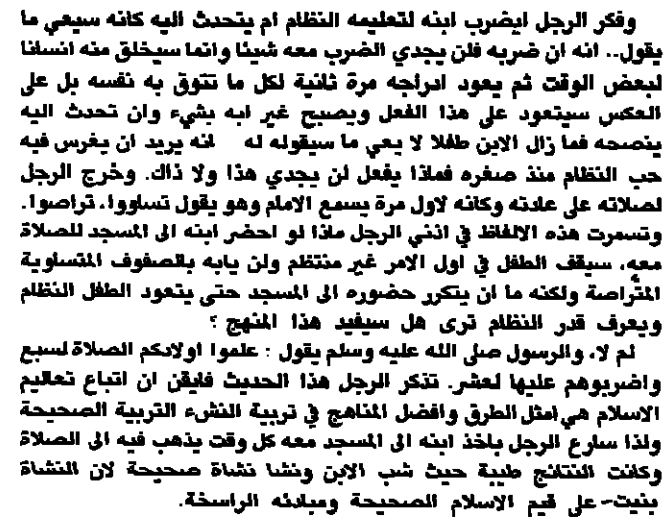 وفكر الرجل ايضرب ابنه لتعليمه النظام ام يتحدث اليه كانه سيعي ما
يقول.. انه ان ضربه فلن يجدي الضرب معه شيئا وانما سيخلق منه انسانا
لبعض الوقت ثم يعود ادراجه مرة ثانية لكل ما تتوق به نفسه بل على
العكس سيتعود على هذا الفعل ويصبح غير ابه بشيء وان تحدث اليه
ينصحه فما زال الابن طفلا لا يعي ما سيقوله له انه يريد ان يغرس فيه
حب النظام منذ صغره فماذا يفعل لن يجدي هذا ولا ذاك. وخرج الرجل
لصلاته على عادته وكانه لاول مرة يسمع الامام وهو يقول تساووا، تراصوا.
وتسمرت هذه الالفاظ في اذني الرجل ماذا لو احضر ابنه الى المسجد للصلاة
معه، سيقف الطفل في اول الامر غير منتظم ولن يابه بالصفوف المتساوية
المتراصة ولكنه ما ان يتكرر حضوره الى المسجد حتى يتعود الطفل النظام
ويعرف قدر النظام ترى هل سيفيد هذا المنهج ؟
لم لا، والرسول صلى الله عليه وسلم يقول : علموا اولادكم الصلاة لسبع
واضربوهم عليها لعشر. تذكر الرجل هذا الحديث فايقن ان اتباع تعاليم
الاسلام هي امثل الطرق وافضل المناهج في تربية النشء التربية الصحيحة
ولذا سارع الرجل باخذ ابنه الى المسجد معه كل وقت يذهب فيه الى الصلاة
وكانت النتائج طيبة حيث شب الابن ونشا نشاة صحيحة لان النشاة
بنيت- على قيم الاسلام الصحيحة ومبادئه الراسخة.